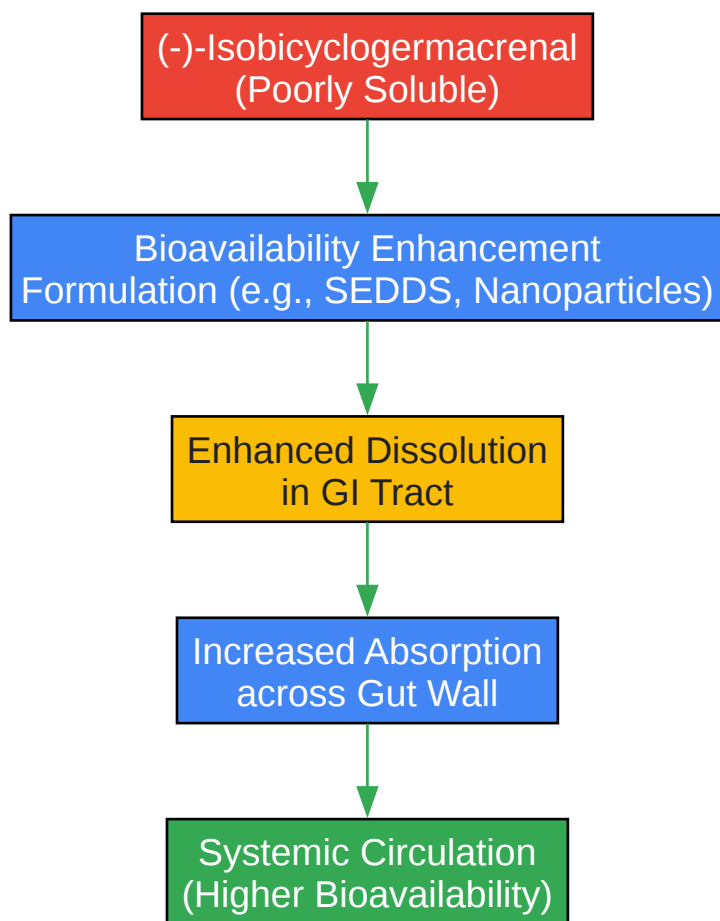 (-)-Isobicyclogermacrenal
(Poorly Soluble)
Bioavailability Enhancement
Formulation (e.g., SEDDS, Nanoparticles)
Enhanced Dissolution
in GI Tract
Increased Absorption
across Gut Wall
Systemic Circulation
(Higher Bioavailability)